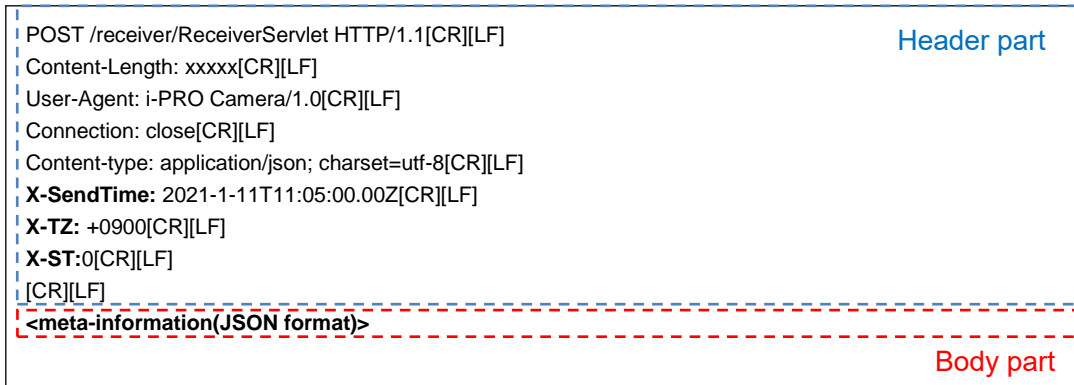 POST /receiver/ReceiverServlet HTTP/1.1[CR][LF]
Header part
Content-Length: xxxxx[CR][LF]
User-Agent: i-PRO Camera/1.0[CR][LF]
Connection: close[CR][LF]
Content-type: application/json; charset=utf-8[CR][LF]
X-SendTime: 2021-1-11T11:05:00.00Z[CR][LF]
X-TZ: +0900[CR][LF]
X-ST:0[CR][LF]
[CR][LF]
<meta-information(JSON format)>
Body part